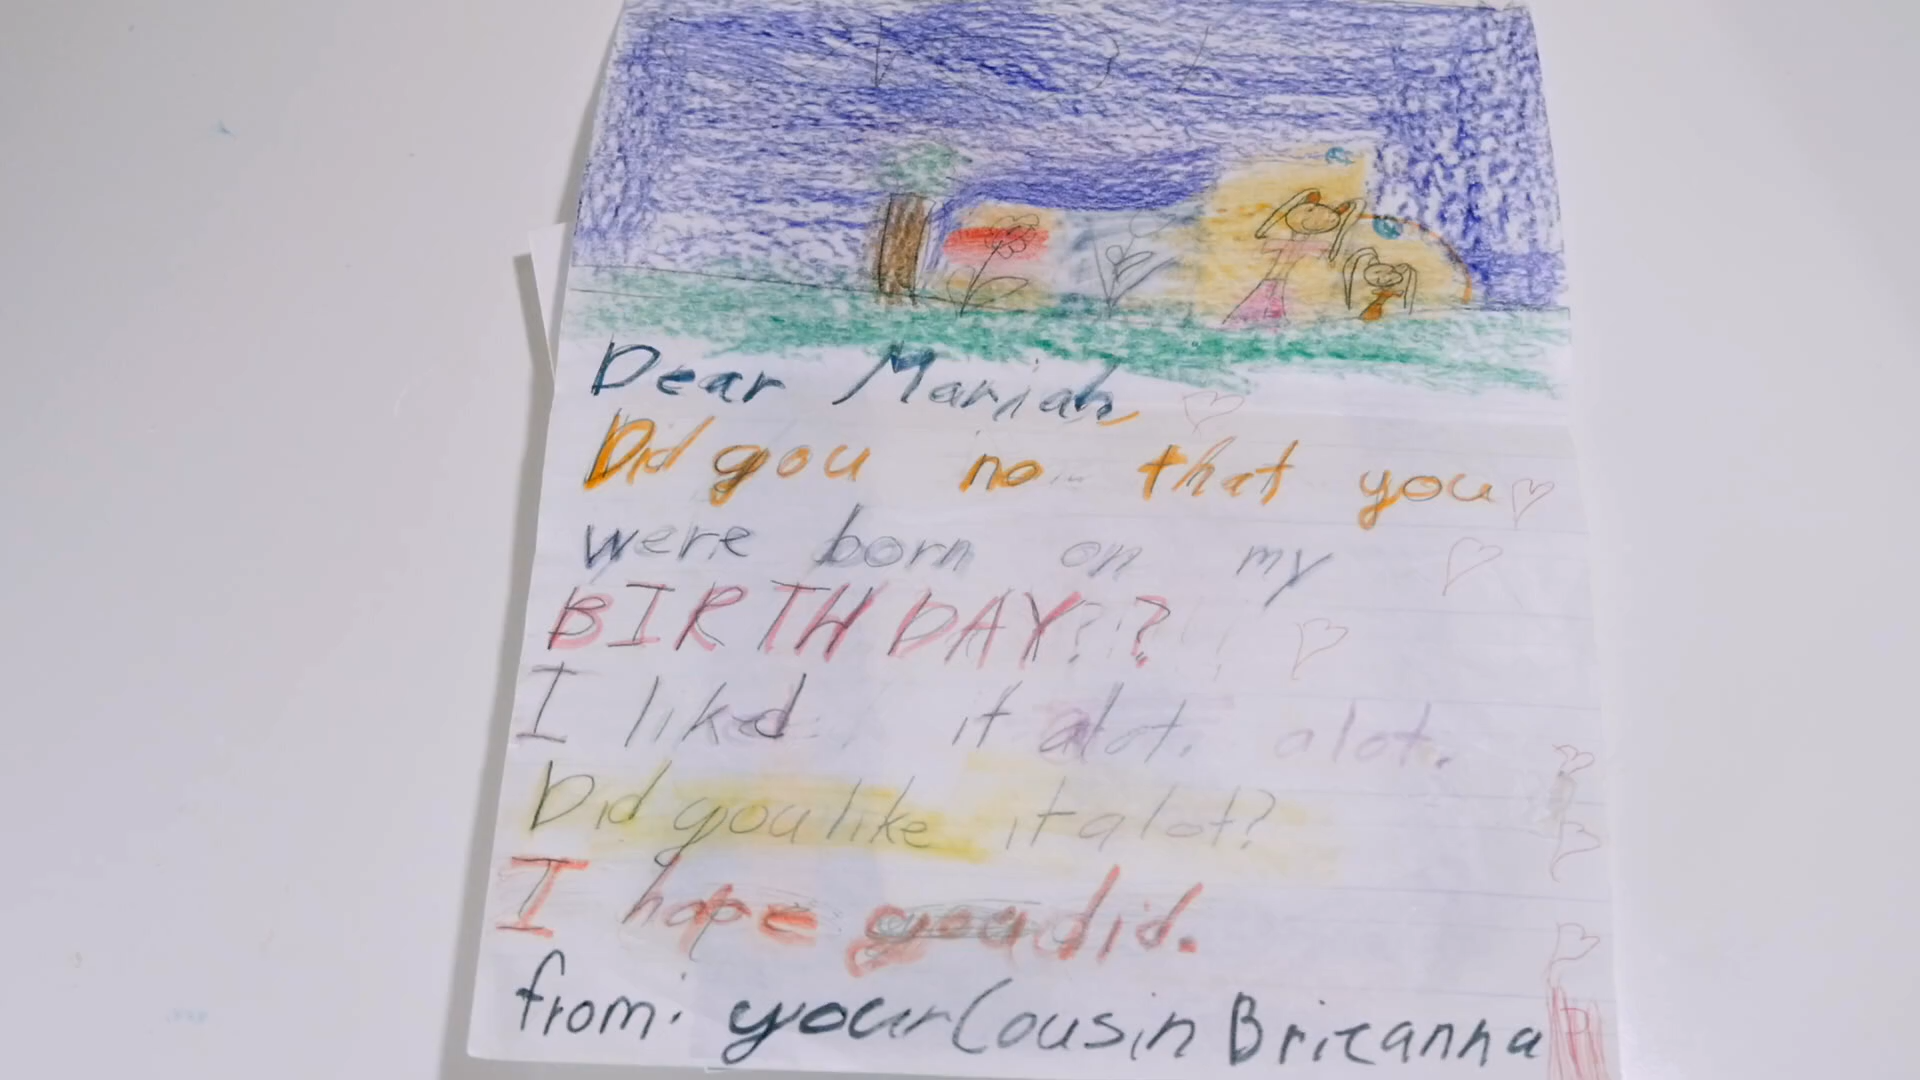 Dear Mariah,
Did you no that you
were born on my
BIRTHDAY??
I liked it alot. alot.
Did you like it alot?
I hope you did.
from: your Cousin Brieanna